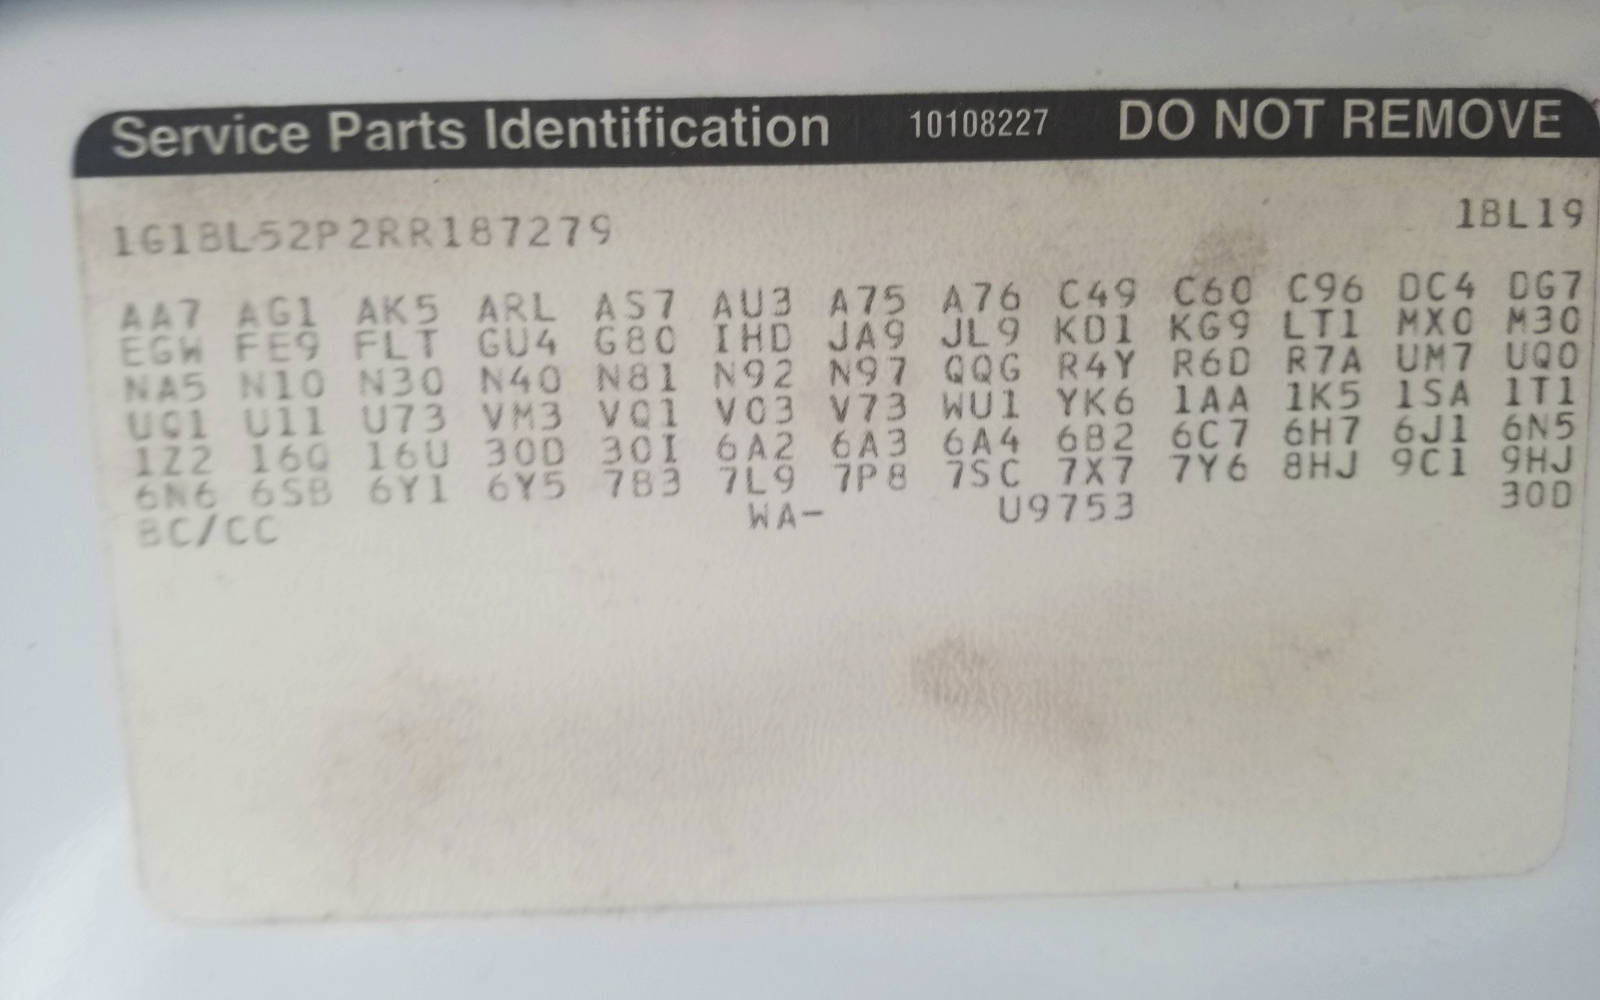 Service Parts Identification 10108227 DO NOT REMOVE
1G1BL52P2RR187279 1BL19
AA7 AG1 AK5 ARL AS7 AU3 A75 A76 C49 C60 C96 DC4 DG7
EGW FE9 FLT GU4 G80 IHD JA9 JL9 KD1 KG9 LT1 MX0 M30
NA5 N10 N30 N40 N81 N92 N97 QQG R4Y R6D R7A UM7 UQ0
UQ1 U11 U73 VM3 VQ1 V03 V73 WU1 YK6 1AA 1K5 1SA 1T1
1Z2 16Q 16U 30D 30I 6A2 6A3 6A4 6B2 6C7 6H7 6J1 6N5
6N6 6SB 6Y1 6Y5 7B3 7L9 7P8 7SC 7X7 7Y6 8HJ 9C1 9HJ
BC/CC WA- U9753 30D